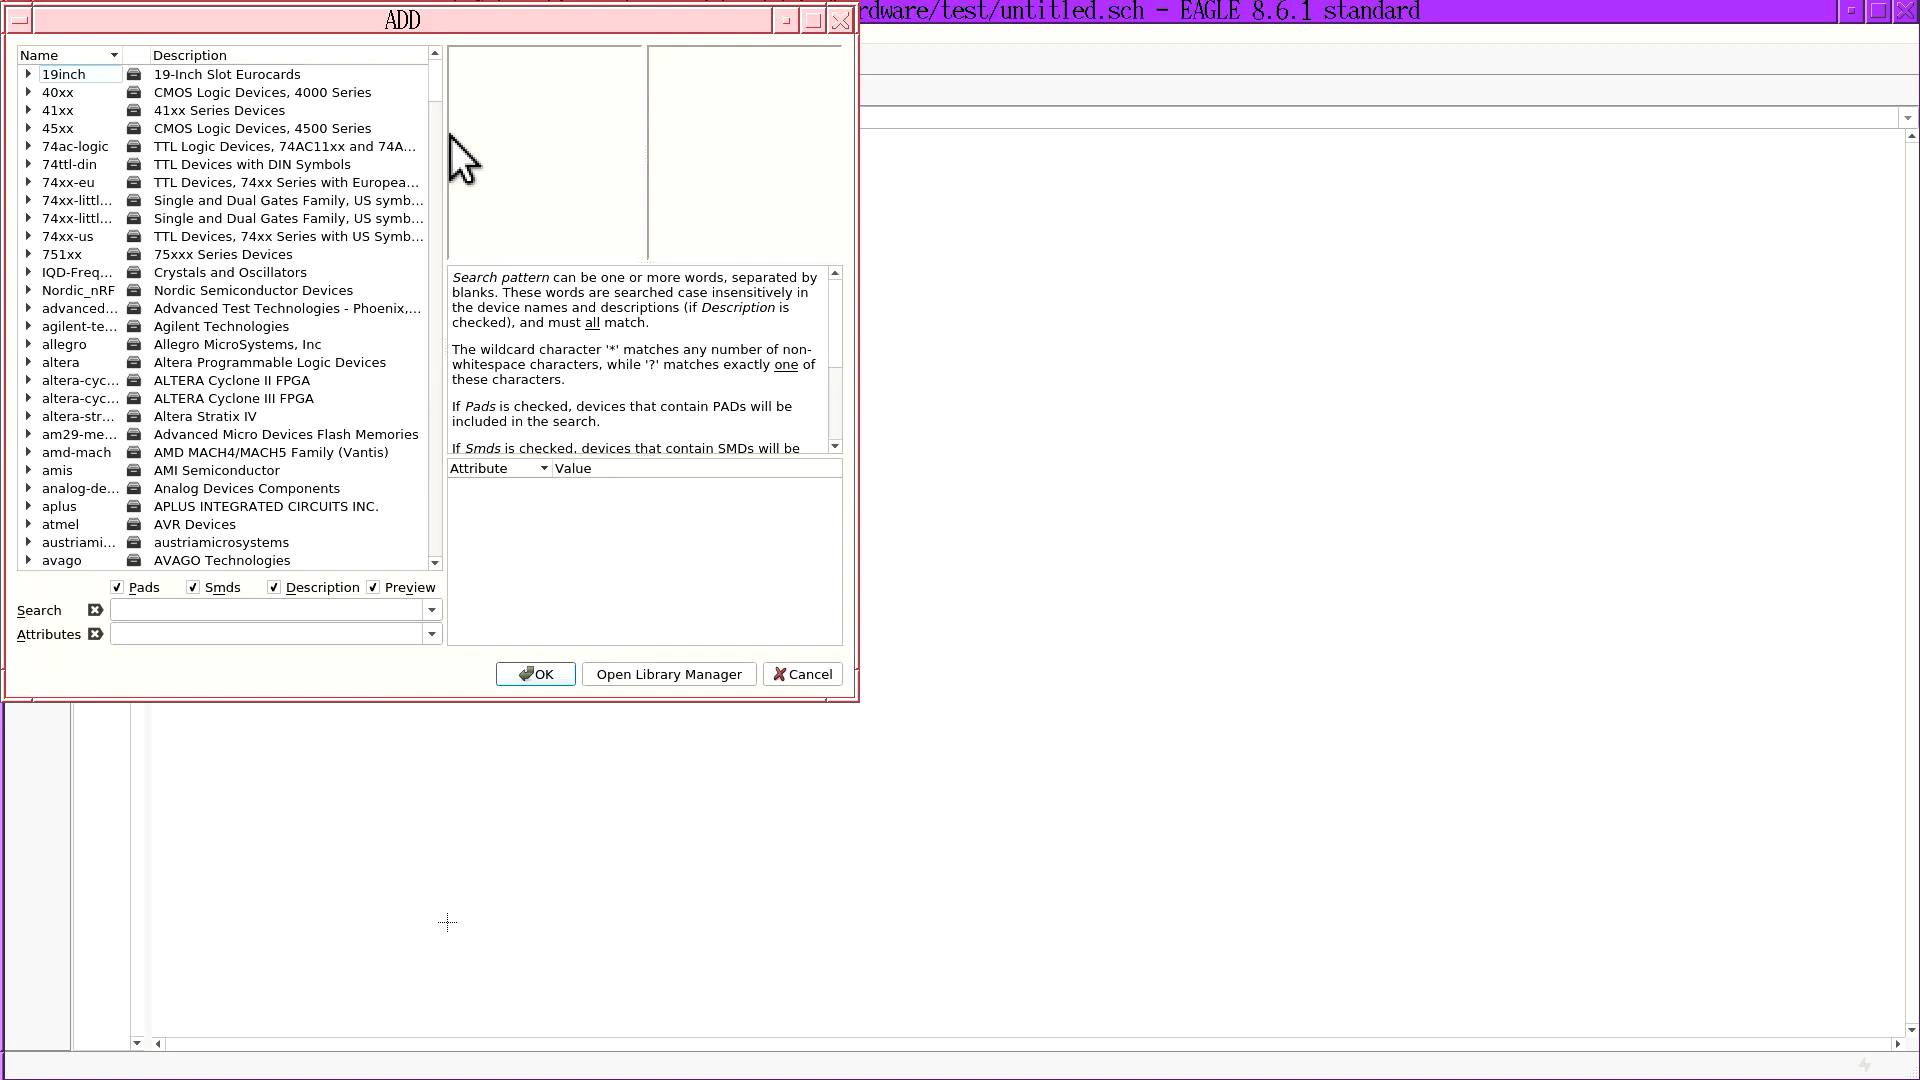 ADD
rdware/test/untitled.sch - EAGLE 8.6.1 standard
Name Description
19inch 19-Inch Slot Eurocards
40xx CMOS Logic Devices, 4000 Series
41xx 41xx Series Devices
45xx CMOS Logic Devices, 4500 Series
74ac-logic TTL Logic Devices, 74AC11xx and 74A...
74ttl-din TTL Devices with DIN Symbols
74xx-eu TTL Devices, 74xx Series with Europea...
74xx-littl... Single and Dual Gates Family, US symb...
74xx-littl... Single and Dual Gates Family, US symb...
74xx-us TTL Devices, 74xx Series with US Symb...
751xx 75xxx Series Devices
IQD-Freq... Crystals and Oscillators
Nordic_nRF Nordic Semiconductor Devices
advanced... Advanced Test Technologies - Phoenix,...
agilent-te... Agilent Technologies
allegro Allegro MicroSystems, Inc
altera Altera Programmable Logic Devices
altera-cyc... ALTERA Cyclone II FPGA
altera-cyc... ALTERA Cyclone III FPGA
altera-str... Altera Stratix IV
am29-me... Advanced Micro Devices Flash Memories
amd-mach AMD MACH4/MACH5 Family (Vantis)
amis AMI Semiconductor
analog-de... Analog Devices Components
aplus APLUS INTEGRATED CIRCUITS INC.
atmel AVR Devices
austriami... austriamicrosystems
avago AVAGO Technologies
Pads Smds Description Preview
Search
Attributes
Search pattern can be one or more words, separated by
blanks. These words are searched case insensitively in
the device names and descriptions (if Description is
checked), and must all match.
The wildcard character '*' matches any number of non-
whitespace characters, while '?' matches exactly one of
these characters.
If Pads is checked, devices that contain PADs will be
included in the search.
If Smds is checked, devices that contain SMDs will be
Attribute Value
OK Open Library Manager Cancel